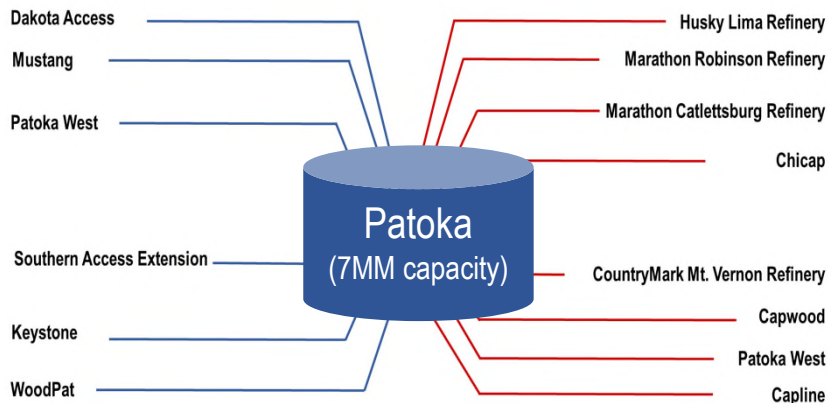 Dakota Access
Mustang
Patoka West
Southern Access Extension
Keystone
WoodPat
Patoka
(7MM capacity)
Husky Lima Refinery
Marathon Robinson Refinery
Marathon Catlettsburg Refinery
Chicap
CountryMark Mt. Vernon Refinery
Capwood
Patoka West
Capline